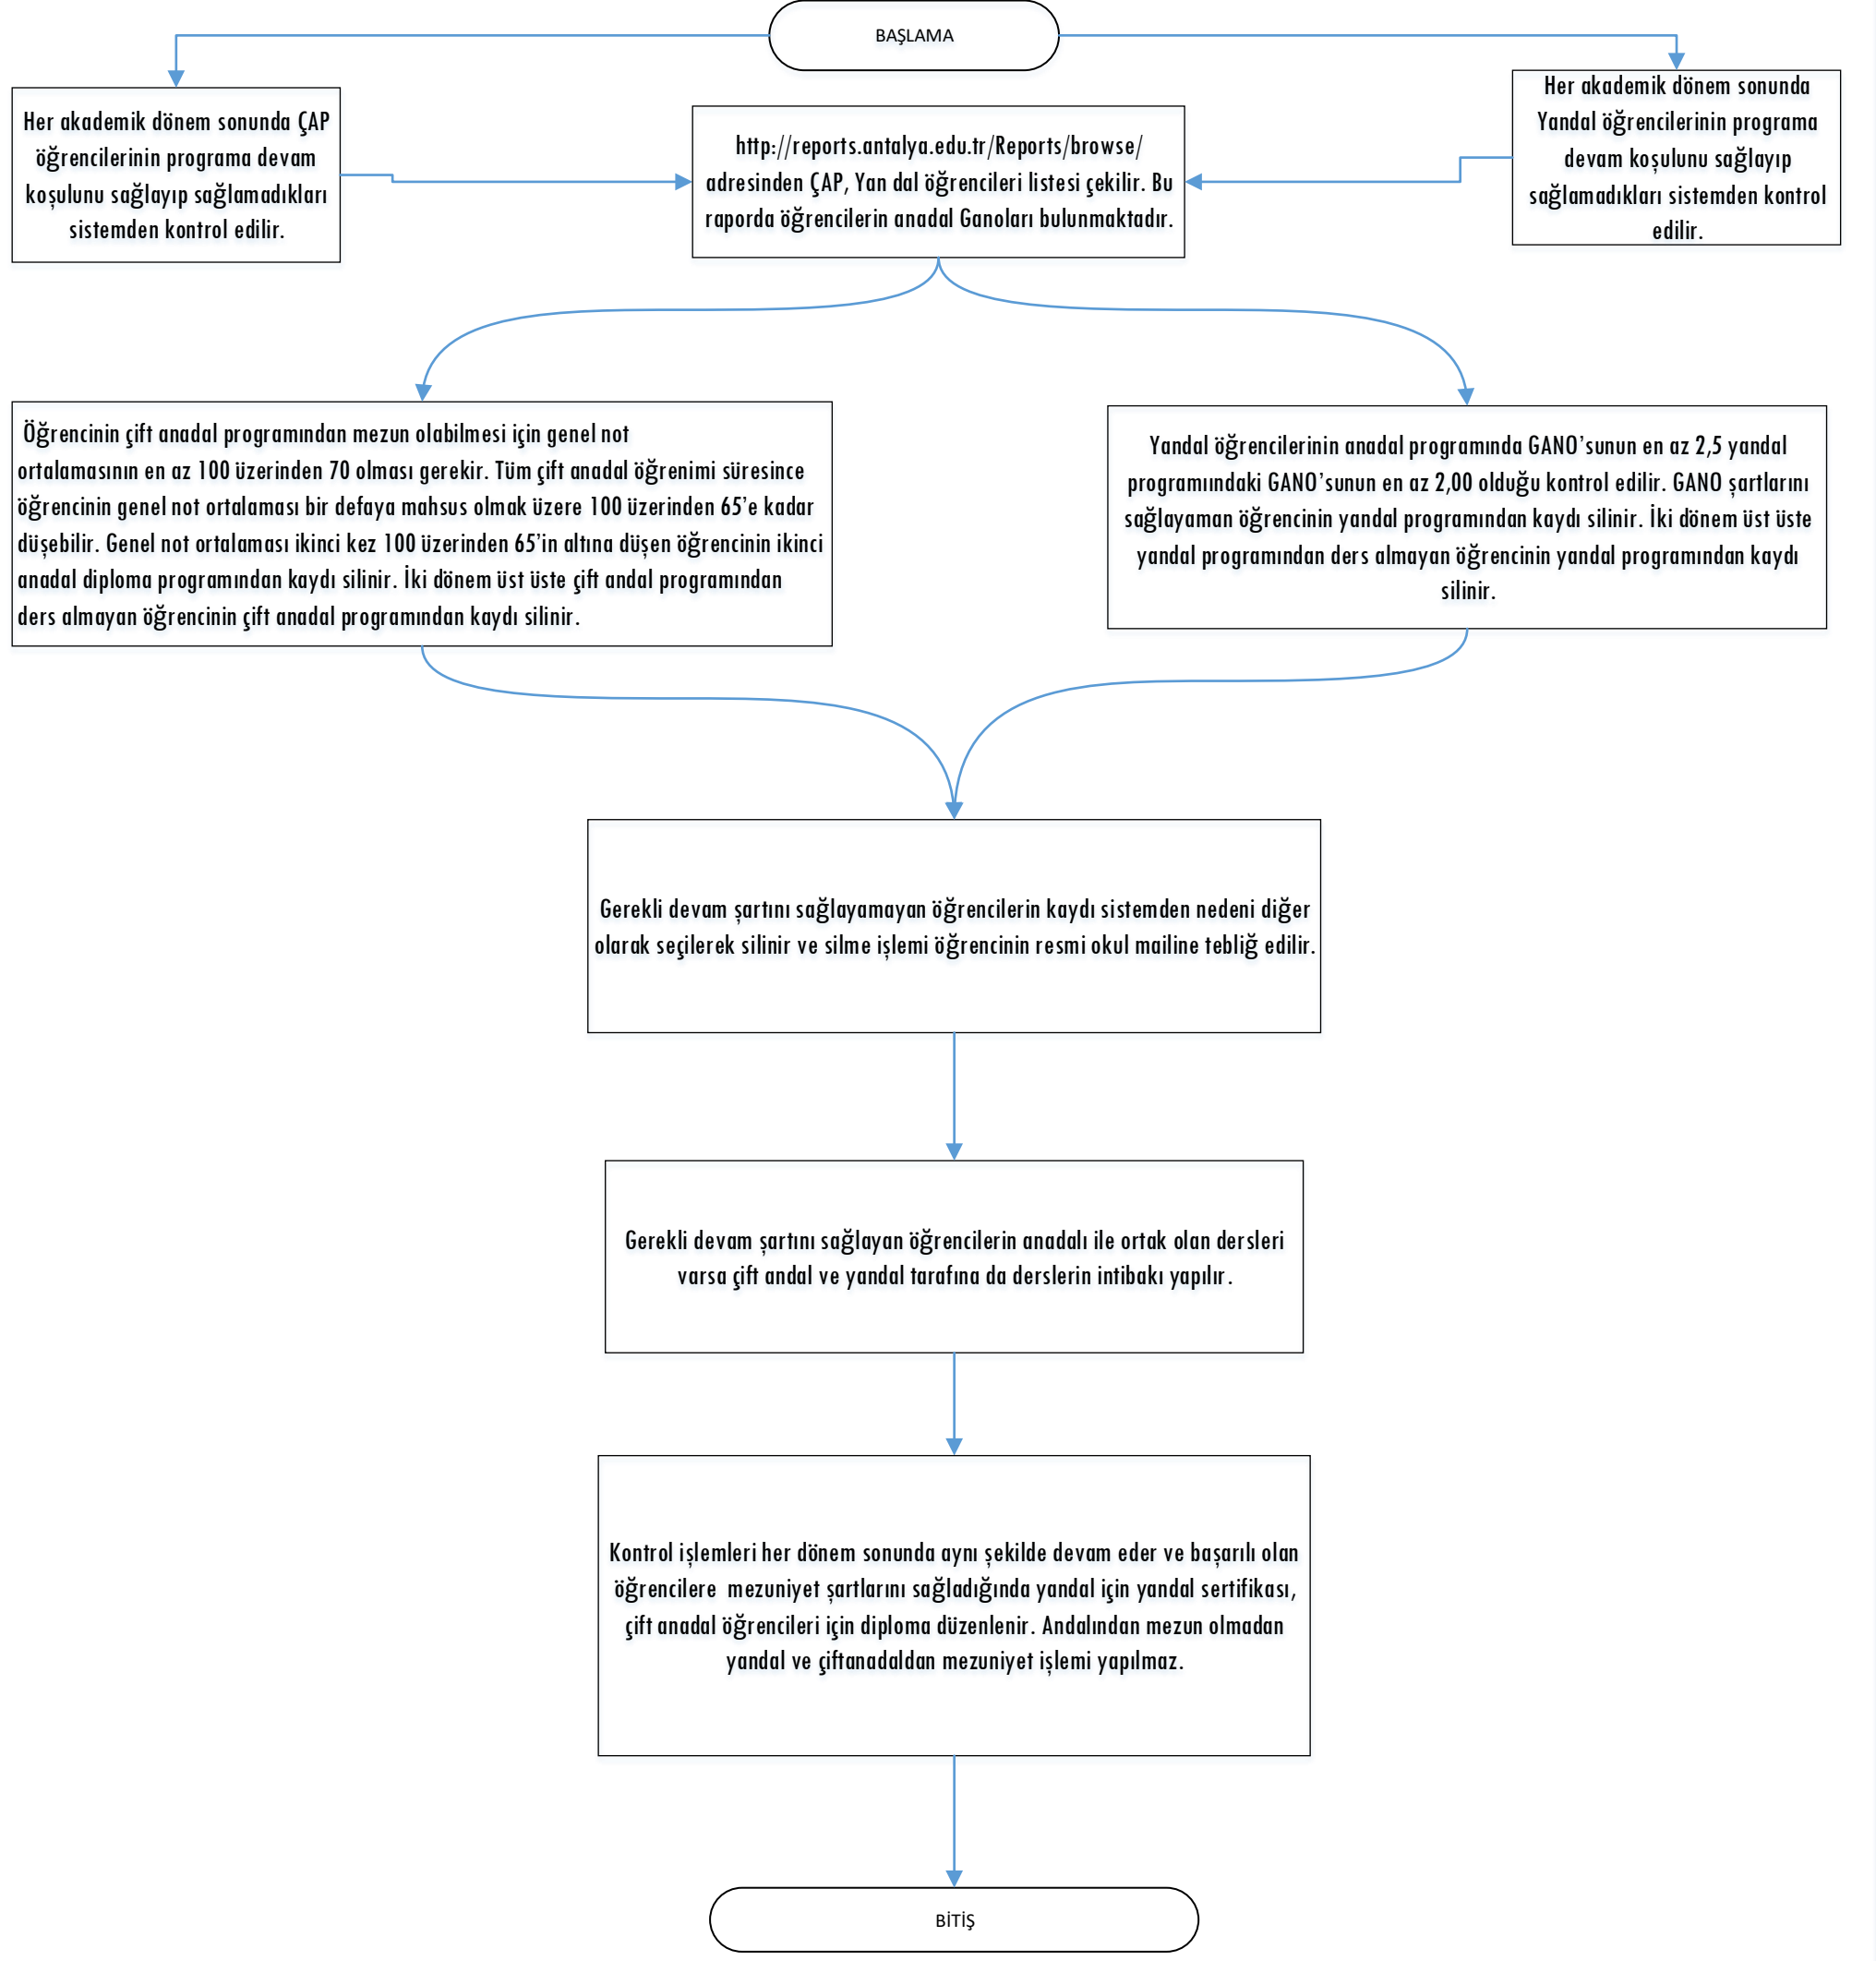 BAŞLAMA
Her akademik dönem sonunda ÇAP
öğrencilerinin programa devam
koşulunu sağlayıp sağlamadıkları
sistemden kontrol edilir.
http://reports.antalya.edu.tr/Reports/browse/
adresinden ÇAP, Yan dal öğrencileri listesi çekilir. Bu
raporda öğrencilerin anadal Ganoları bulunmaktadır.
Her akademik dönem sonunda
Yandal öğrencilerinin programa
devam koşulunu sağlayıp
sağlamadıkları sistemden kontrol
edilir.
Öğrencinin çift anadal programından mezun olabilmesi için genel not
ortalamasının en az 100 üzerinden 70 olması gerekir. Tüm çift anadal öğrenimi süresince
öğrencinin genel not ortalaması bir defaya mahsus olmak üzere 100 üzerinden 65’e kadar
düşebilir. Genel not ortalaması ikinci kez 100 üzerinden 65’in altına düşen öğrencinin ikinci
anadal diploma programından kaydı silinir. İki dönem üst üste çift andal programından
ders almayan öğrencinin çift anadal programından kaydı silinir.
Yandal öğrencilerinin anadal programında GANO’sunun en az 2,5 yandal
programıındaki GANO’sunun en az 2,00 olduğu kontrol edilir. GANO şartlarını
sağlayaman öğrencinin yandal programından kaydı silinir. İki dönem üst üste
yandal programından ders almayan öğrencinin yandal programından kaydı
silinir.
Gerekli devam şartını sağlayamayan öğrencilerin kaydı sistemden nedeni diğer
olarak seçilerek silinir ve silme işlemi öğrencinin resmi okul mailine tebliğ edilir.
Gerekli devam şartını sağlayan öğrencilerin anadalı ile ortak olan dersleri
varsa çift andal ve yandal tarafına da derslerin intibakı yapılır.
Kontrol işlemleri her dönem sonunda aynı şekilde devam eder ve başarılı olan
öğrencilere mezuniyet şartlarını sağladığında yandal için yandal sertifikası,
çift anadal öğrencileri için diploma düzenlenir. Andalından mezun olmadan
yandal ve çiftanadaldan mezuniyet işlemi yapılmaz.
BİTİŞ